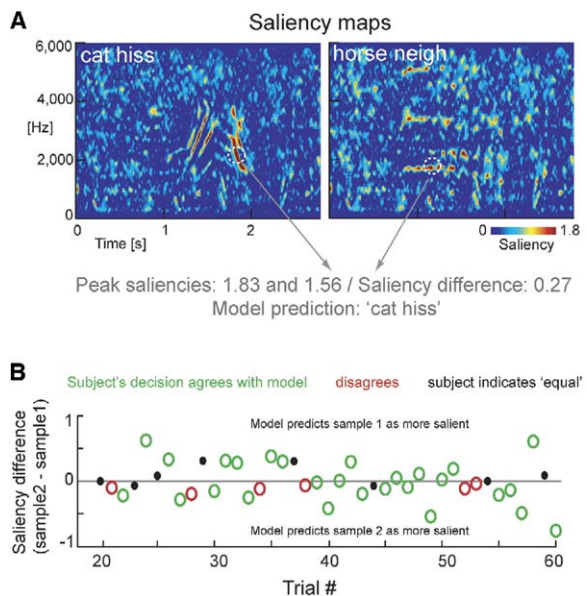 A
Saliency maps
6,000
cat hiss
horse neigh
4,000
[Hz]
2,000
0
1
2
Time [s]
0 1.8
Saliency
Peak saliencies: 1.83 and 1.56 / Saliency difference: 0.27
Model prediction: ‘cat hiss’
B
Subject’s decision agrees with model disagrees subject indicates ‘equal’
Saliency difference
(sample2 - sample1)
1
0
-1
Model predicts sample 1 as more salient
Model predicts sample 2 as more salient
20 30 40 50 60
Trial #